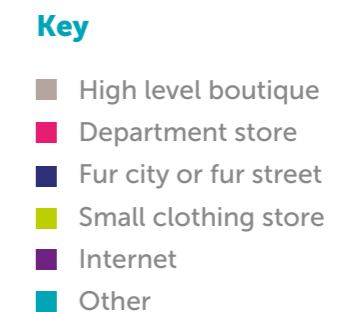 Key
High level boutique
Department store
Fur city or fur street
Small clothing store
Internet
Other